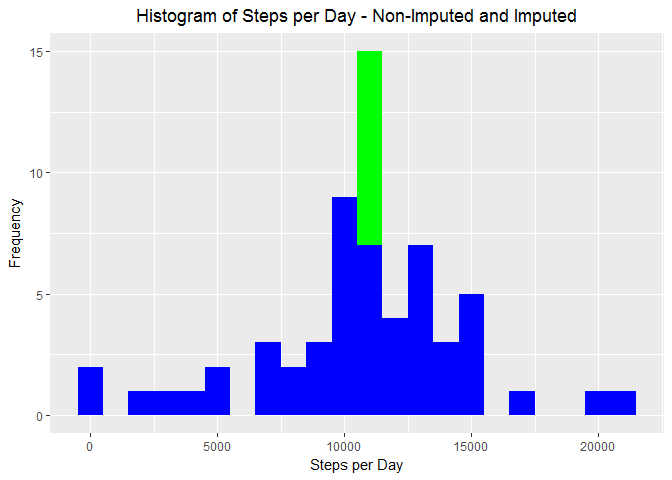 Histogram of Steps per Day - Non-Imputed and Imputed
15
10
5
0
Frequency
0 5000 10000 15000 20000
Steps per Day